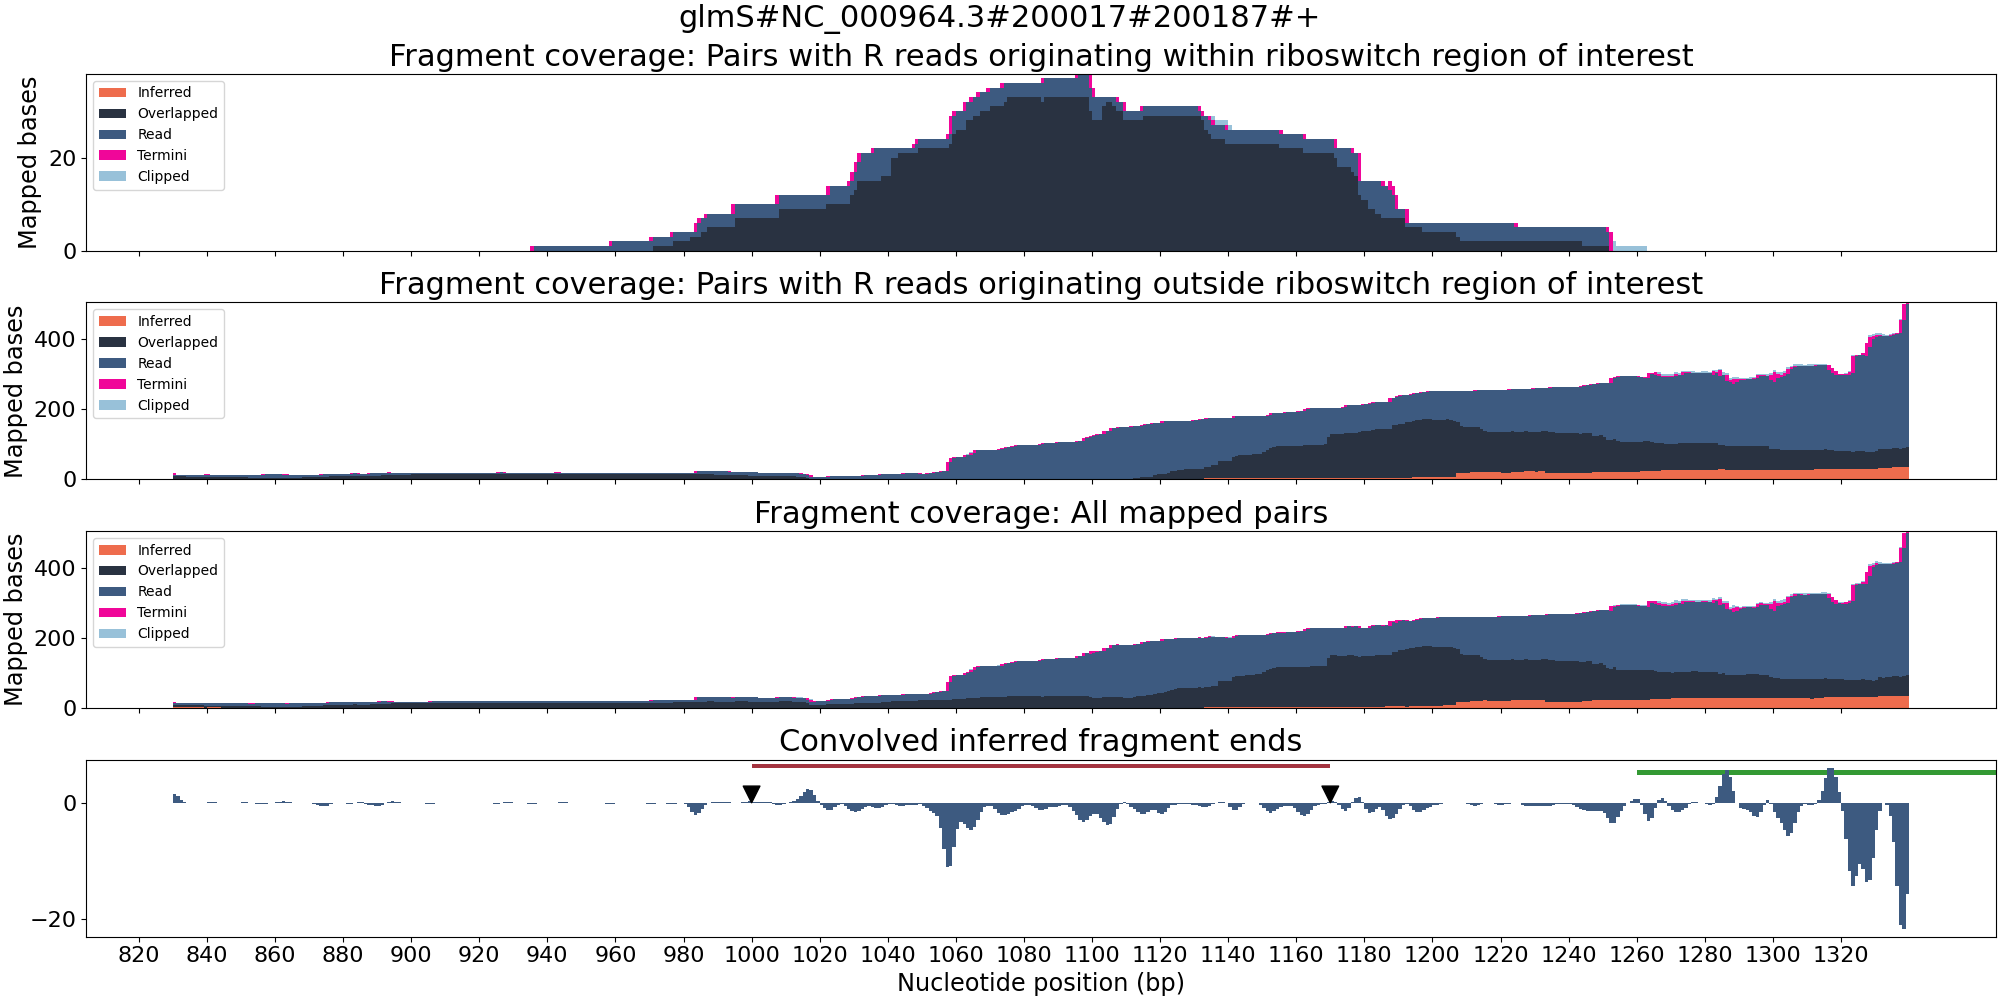 glmS#NC_000964.3#200017#200187#+
Fragment coverage: Pairs with R reads originating within riboswitch region of interest
Mapped bases
20
0
Inferred
Overlapped
Read
Termini
Clipped
Fragment coverage: Pairs with R reads originating outside riboswitch region of interest
Mapped bases
400
200
0
Inferred
Overlapped
Read
Termini
Clipped
Fragment coverage: All mapped pairs
Mapped bases
400
200
0
Inferred
Overlapped
Read
Termini
Clipped
Convolved inferred fragment ends
0
−20
820 840 860 880 900 920 940 960 980 1000 1020 1040 1060 1080 1100 1120 1140 1160 1180 1200 1220 1240 1260 1280 1300 1320
Nucleotide position (bp)